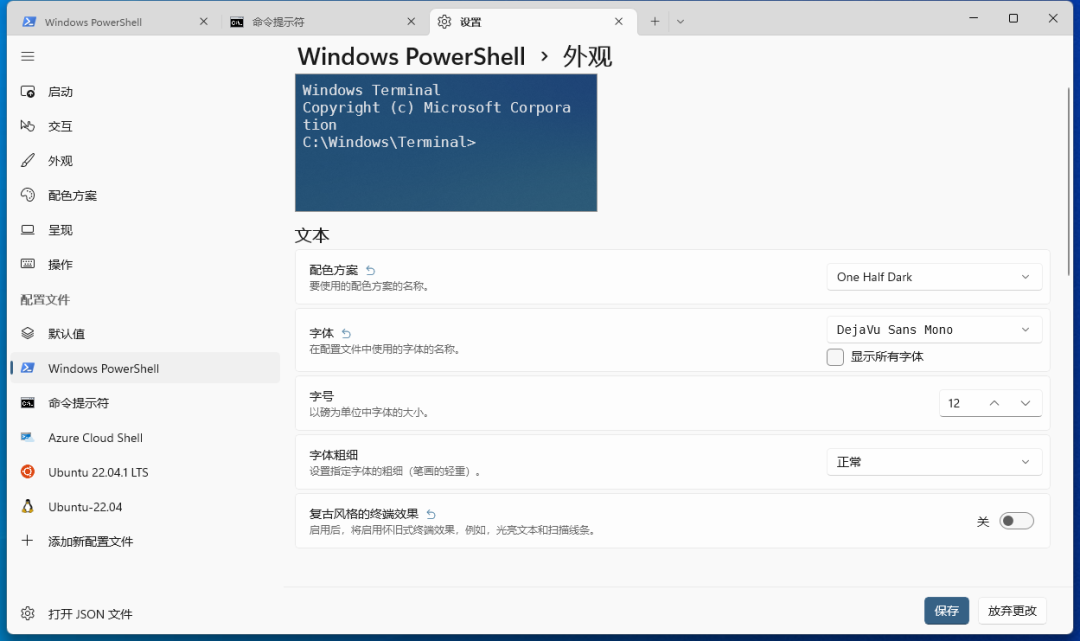 Windows PowerShell
命令提示符
设置
Windows PowerShell › 外观
Windows Terminal
Copyright (c) Microsoft Corpora
tion
C:\Windows\Terminal>
启动
交互
外观
配色方案
呈现
操作
配置文件
默认值
Windows PowerShell
命令提示符
Azure Cloud Shell
Ubuntu 22.04.1 LTS
Ubuntu-22.04
添加新配置文件
打开 JSON 文件
文本
配色方案
要使用的配色方案的名称。
One Half Dark
字体
在配置文件中使用的字体的名称。
DejaVu Sans Mono
显示所有字体
字号
以磅为单位中字体的大小。
12
字体粗细
设置指定字体的粗细（笔画的轻重）。
正常
复古风格的终端效果
启用后，将启用怀旧式终端效果，例如，光亮文本和扫描线条。
关
保存
放弃更改